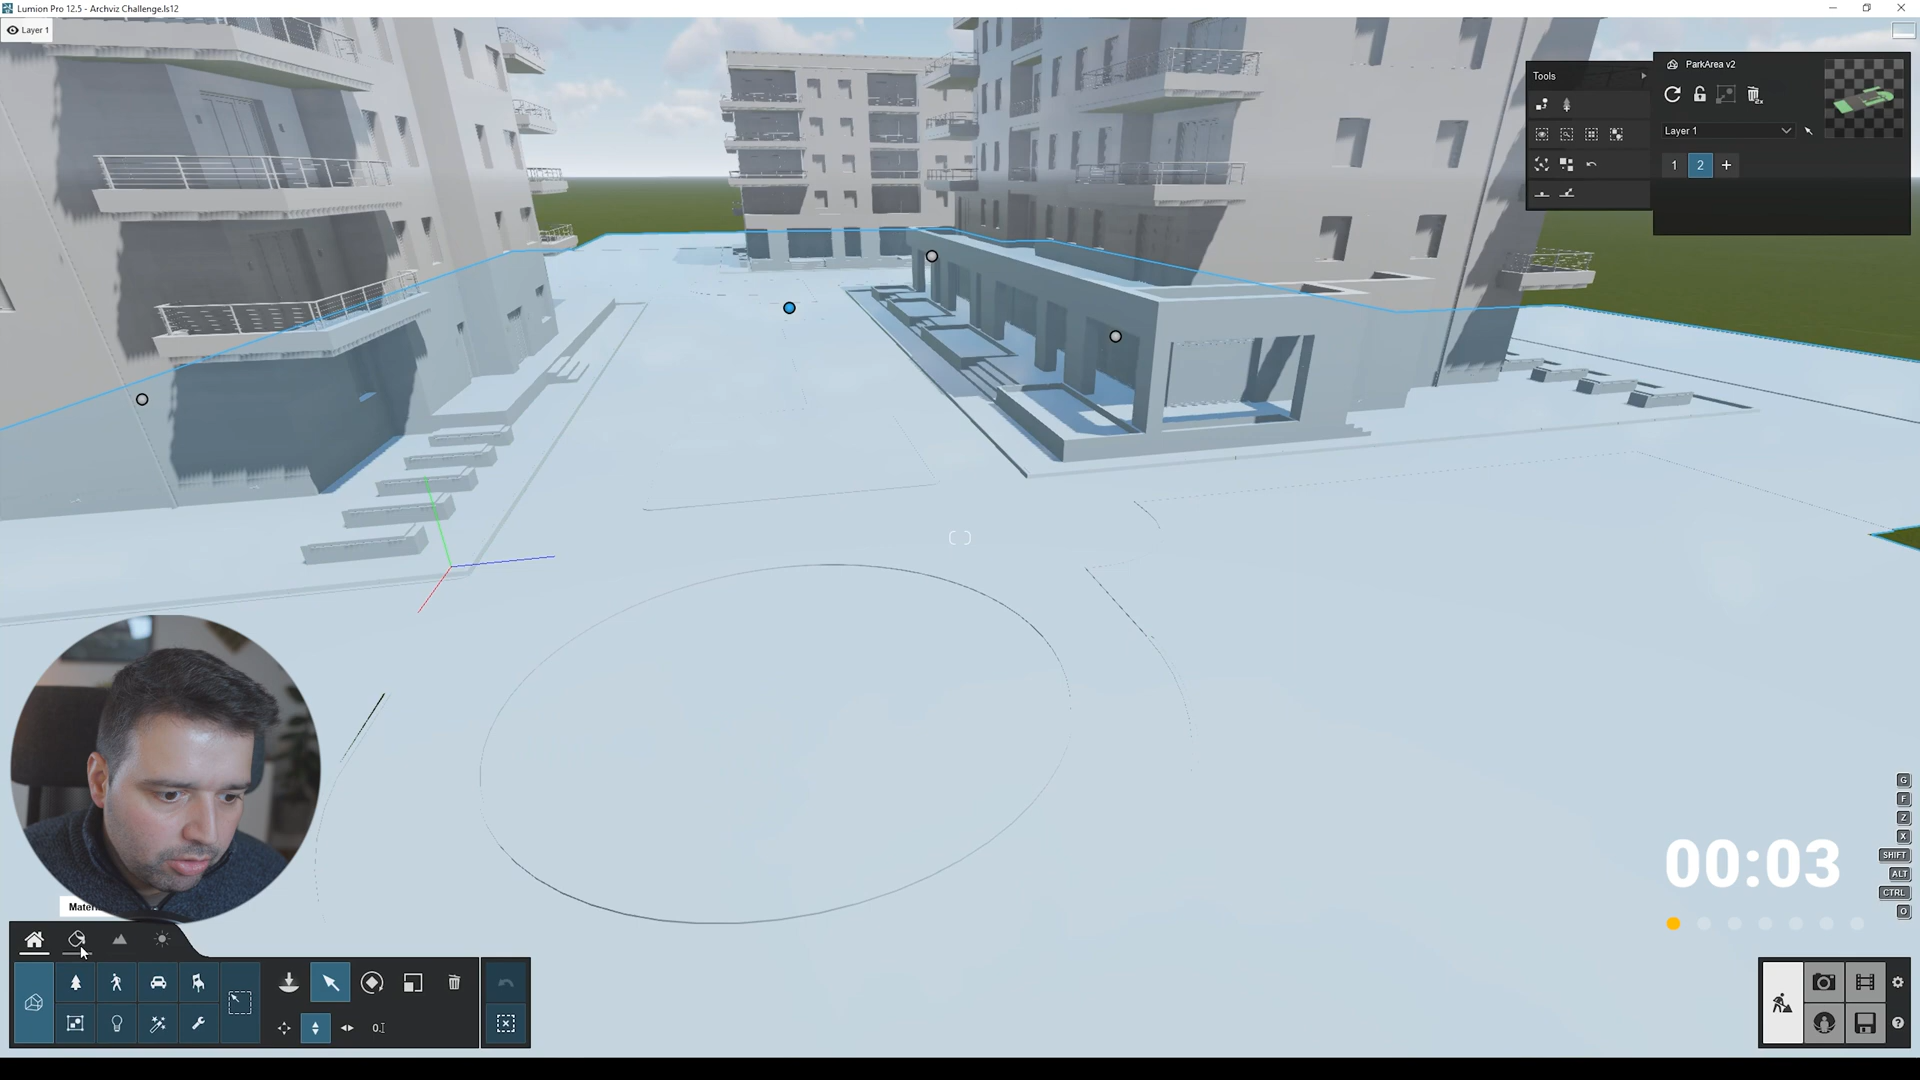 Lumion Pro 12.5 - Archviz Challenge.ls12
Layer 1
ParkArea v2
Tools
Layer 1
1 2 +
G
F
Z
X
SHIFT
00:03
ALT
CTRL
O
Materi
0.
?